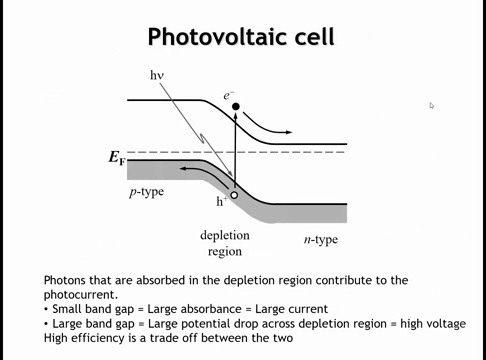 Photovoltaic cell
hν
e⁻
E_F
p-type
h⁺
depletion
region
n-type
Photons that are absorbed in the depletion region contribute to the
photocurrent.
• Small band gap = Large absorbance = Large current
• Large band gap = Large potential drop across depletion region = high voltage
High efficiency is a trade off between the two